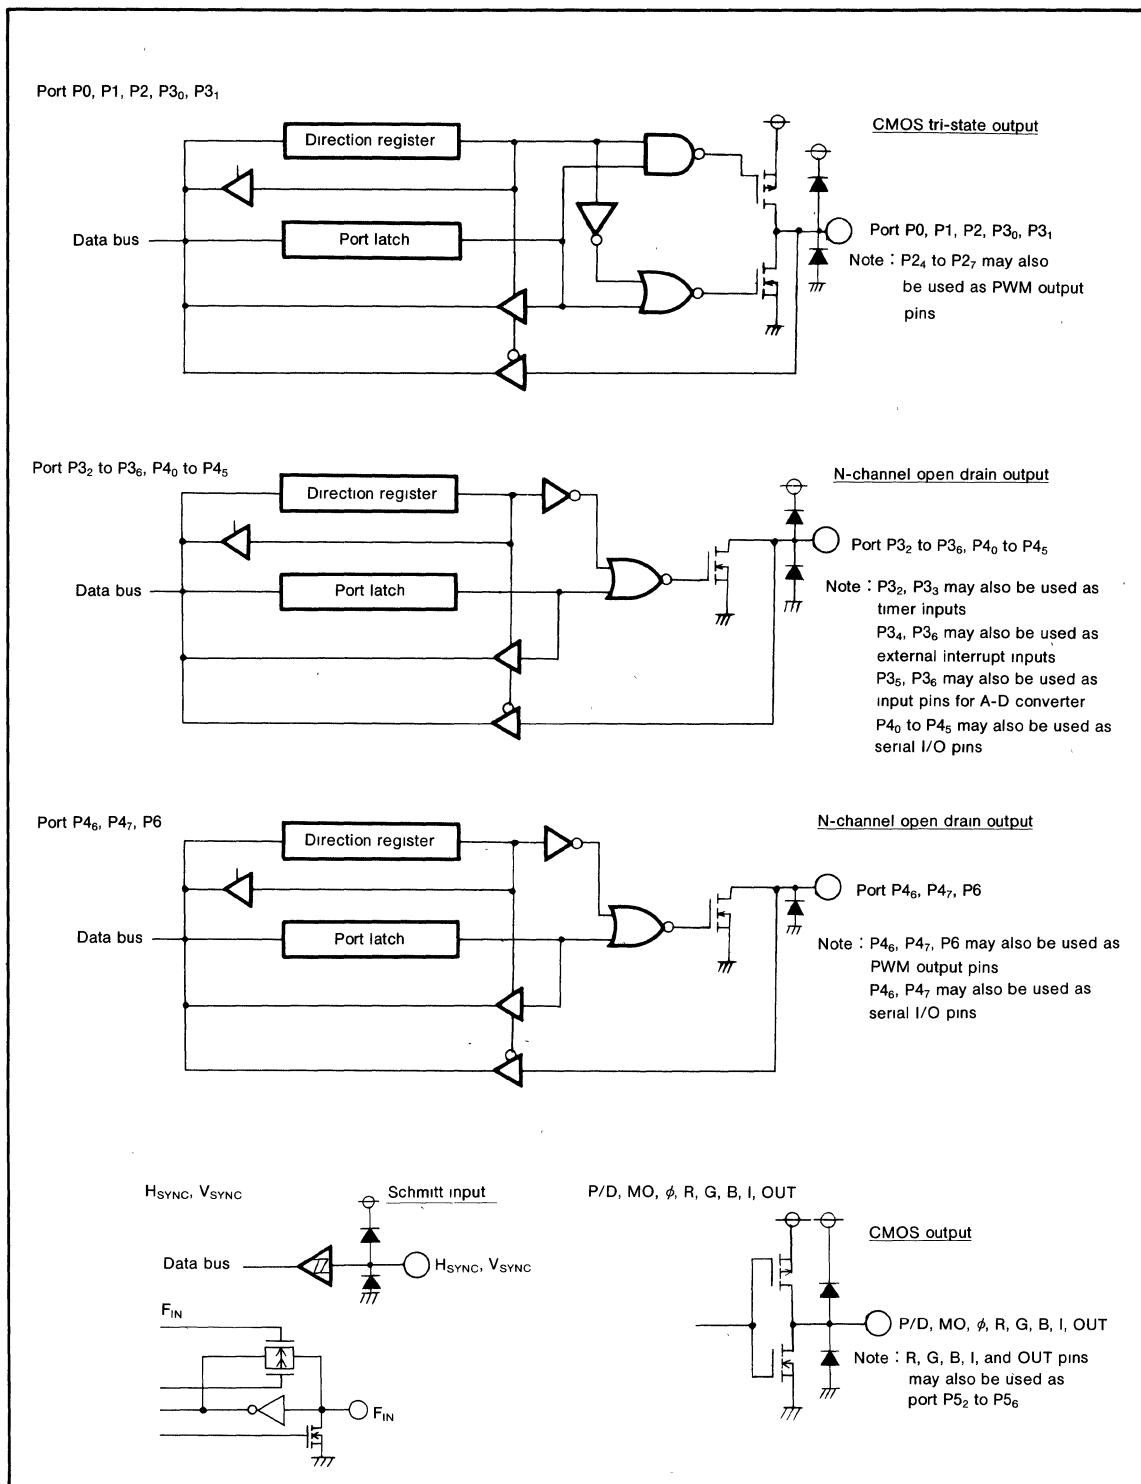 Port P0, P1, P2, P3₀, P3₁
Direction register
CMOS tri-state output
Data bus
Port latch
Port P0, P1, P2, P3₀, P3₁
Note : P2₄ to P2₇ may also
be used as PWM output
pins
Port P3₂ to P3₆, P4₀ to P4₅
Direction register
N-channel open drain output
Data bus
Port latch
Port P3₂ to P3₆, P4₀ to P4₅
Note : P3₂, P3₃ may also be used as
timer inputs
P3₄, P3₆ may also be used as
external interrupt inputs
P3₅, P3₆ may also be used as
input pins for A-D converter
P4₀ to P4₅ may also be used as
serial I/O pins
Port P4₆, P4₇, P6
Direction register
N-channel open drain output
Data bus
Port latch
Port P4₆, P4₇, P6
Note : P4₆, P4₇, P6 may also be used as
PWM output pins
P4₆, P4₇ may also be used as
serial I/O pins
H_SYNC, V_SYNC
Schmitt input
Data bus
H_SYNC, V_SYNC
F_IN
F_IN
P/D, MO, ϕ, R, G, B, I, OUT
CMOS output
P/D, MO, ϕ, R, G, B, I, OUT
Note : R, G, B, I, and OUT pins
may also be used as
port P5₂ to P5₆